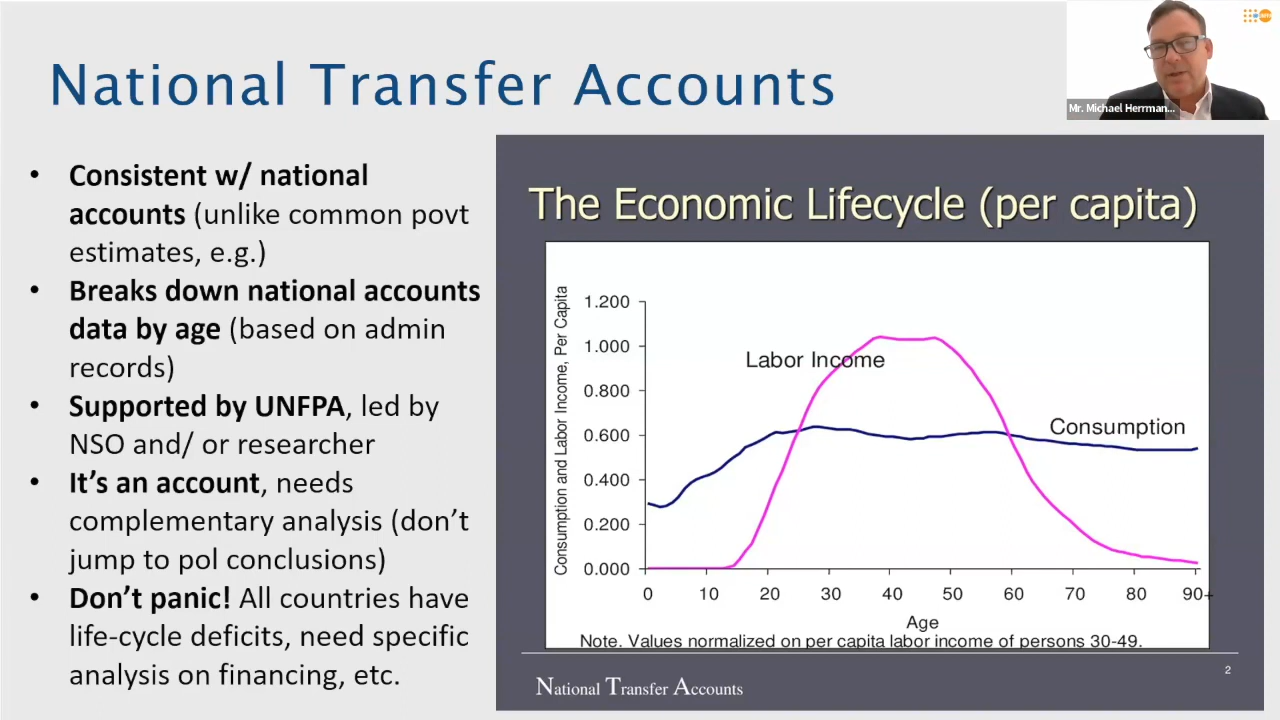 National Transfer Accounts
Mr. Michael Herrman...
• Consistent w/ national
accounts (unlike common povt
estimates, e.g.)
• Breaks down national accounts
data by age (based on admin
records)
• Supported by UNFPA, led by
NSO and/ or researcher
• It's an account, needs
complementary analysis (don't
jump to pol conclusions)
• Don't panic! All countries have
life-cycle deficits, need specific
analysis on financing, etc.
The Economic Lifecycle (per capita)
Consumption and Labor Income, Per Capita
1.200
1.000
0.800
0.600
0.400
0.200
0.000
Labor Income
Consumption
0 10 20 30 40 50 60 70 80 90+
Age
Note. Values normalized on per capita labor income of persons 30-49.
National Transfer Accounts
2